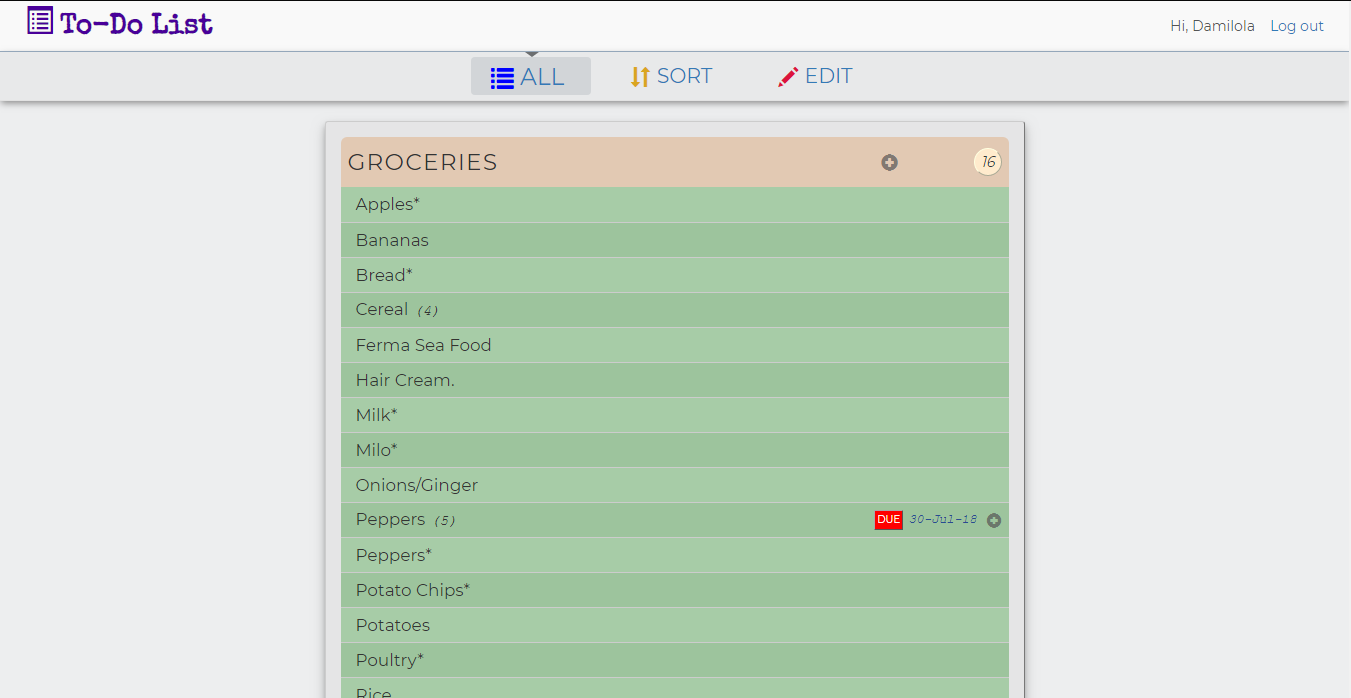 To-Do List
Hi, Damilola Log out
ALL SORT EDIT
GROCERIES 16
Apples*
Bananas
Bread*
Cereal (4)
Ferma Sea Food
Hair Cream.
Milk*
Milo*
Onions/Ginger
Peppers (5) DUE 30-Jul-18
Peppers*
Potato Chips*
Potatoes
Poultry*
Rice